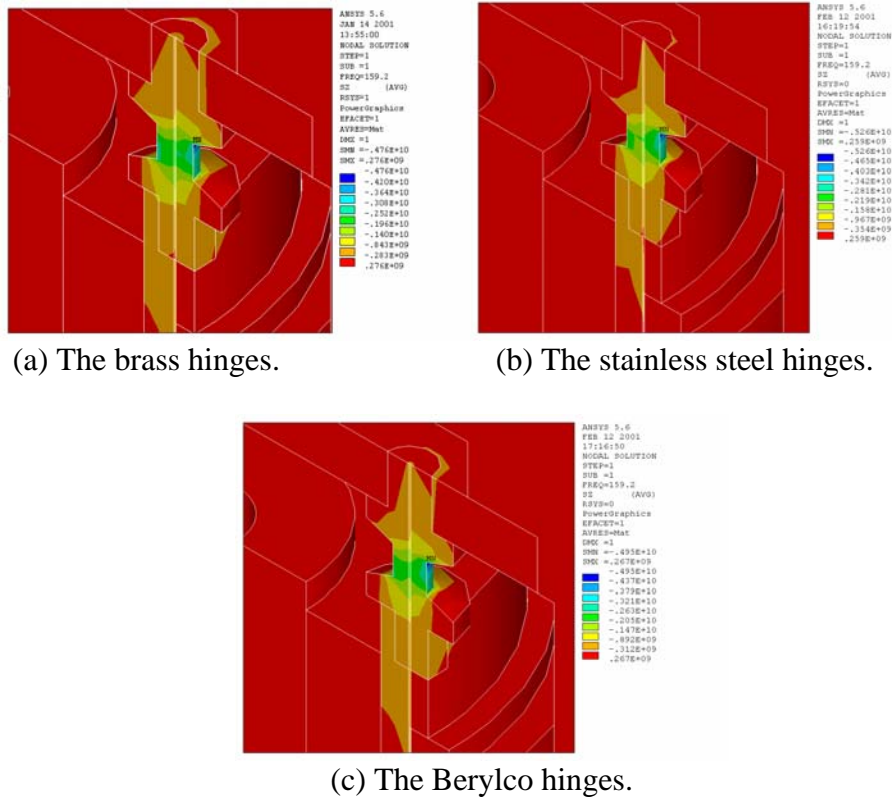 ANSYS 5.6
JAN 14 2001
13:55:00
NODAL SOLUTION
STEP=1
SUB =1
FREQ=159.2
SZ (AVG)
RSYS=1
PowerGraphics
EFACET=1
AVRES=Mat
DMX =1
SMN =-.476E+10
SMX =.276E+09
-.476E+10
-.420E+10
-.364E+10
-.308E+10
-.252E+10
-.196E+10
-.140E+10
-.843E+09
-.283E+09
.276E+09
MN
(a) The brass hinges.
ANSYS 5.6
FEB 12 2001
16:19:54
NODAL SOLUTION
STEP=1
SUB =1
FREQ=159.2
SZ (AVG)
RSYS=0
PowerGraphics
EFACET=1
AVRES=Mat
DMX =1
SMN =-.526E+10
SMX =.259E+09
-.526E+10
-.465E+10
-.403E+10
-.342E+10
-.281E+10
-.219E+10
-.158E+10
-.967E+09
-.354E+09
.259E+09
(b) The stainless steel hinges.
ANSYS 5.6
FEB 12 2001
17:16:50
NODAL SOLUTION
STEP=1
SUB =1
FREQ=159.2
SZ (AVG)
RSYS=0
PowerGraphics
EFACET=1
AVRES=Mat
DMX =1
SMN =-.495E+10
SMX =.267E+09
-.495E+10
-.437E+10
-.379E+10
-.321E+10
-.263E+10
-.205E+10
-.147E+10
-.892E+09
-.312E+09
.267E+09
(c) The Berylco hinges.